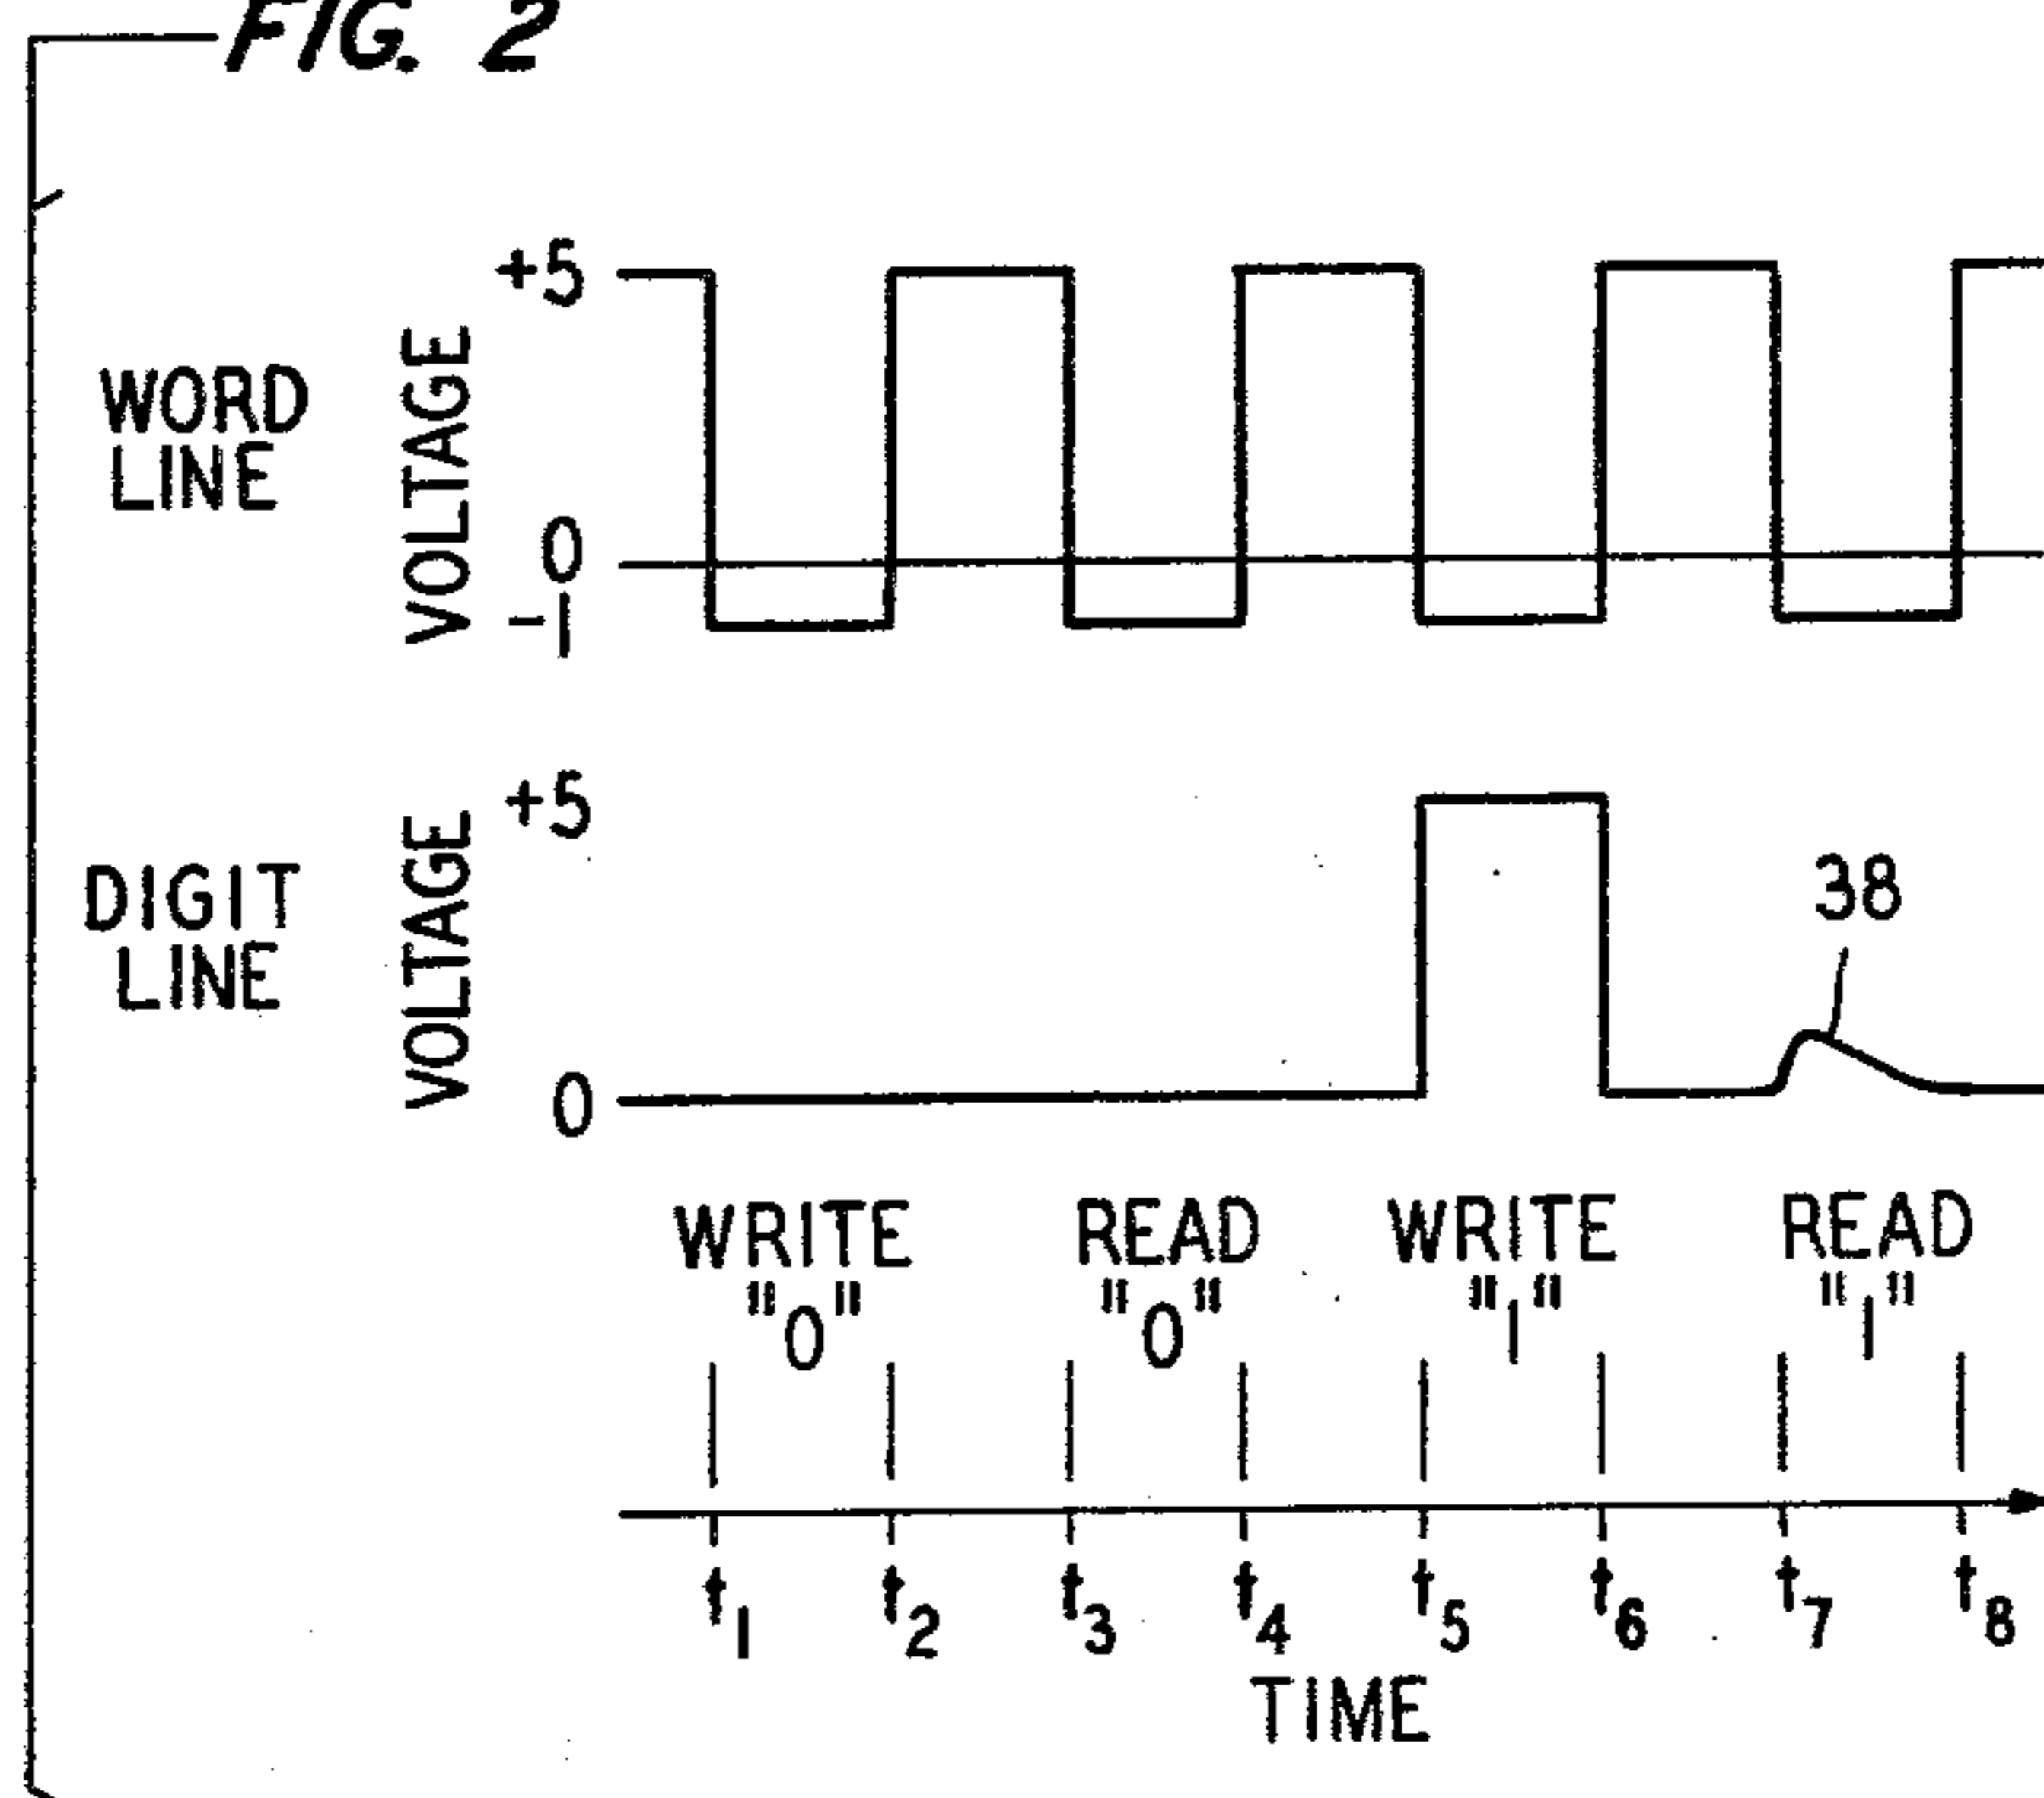 FIG. 2
WORD
LINE
VOLTAGE
+5
0
-1
DIGIT
LINE
VOLTAGE
+5
0
38
WRITE "0"
READ "0"
WRITE "1"
READ "1"
t1 t2 t3 t4 t5 t6 t7 t8
TIME